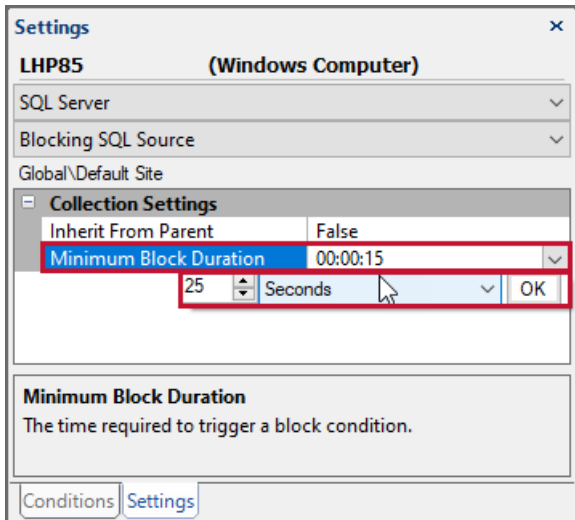 Settings
LHP85 (Windows Computer)
SQL Server
Blocking SQL Source
Global\Default Site
Collection Settings
Inherit From Parent False
Minimum Block Duration 00:00:15
25 Seconds OK
Minimum Block Duration
The time required to trigger a block condition.
Conditions Settings